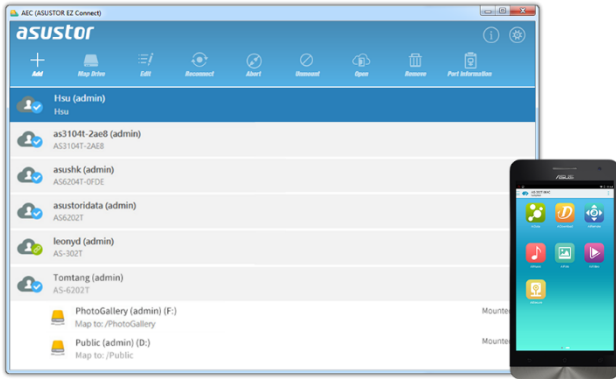 AEC (ASUSTOR EZ Connect)
asustor
Add
Map Drive
Edit
Reconnect
Abort
Unmount
Open
Remove
Port Information
Hsu (admin)
Hsu
as3104t-2ae8 (admin)
AS3104T-2AE8
asushk (admin)
AS6204T-0FDE
asustoridata (admin)
AS6202T
leonyd (admin)
AS-302T
Tomtang (admin)
AS-6202T
PhotoGallery (admin) (F:)
Mounte
Map to: /PhotoGallery
Public (admin) (D:)
Mounte
Map to: /Public
ASUS